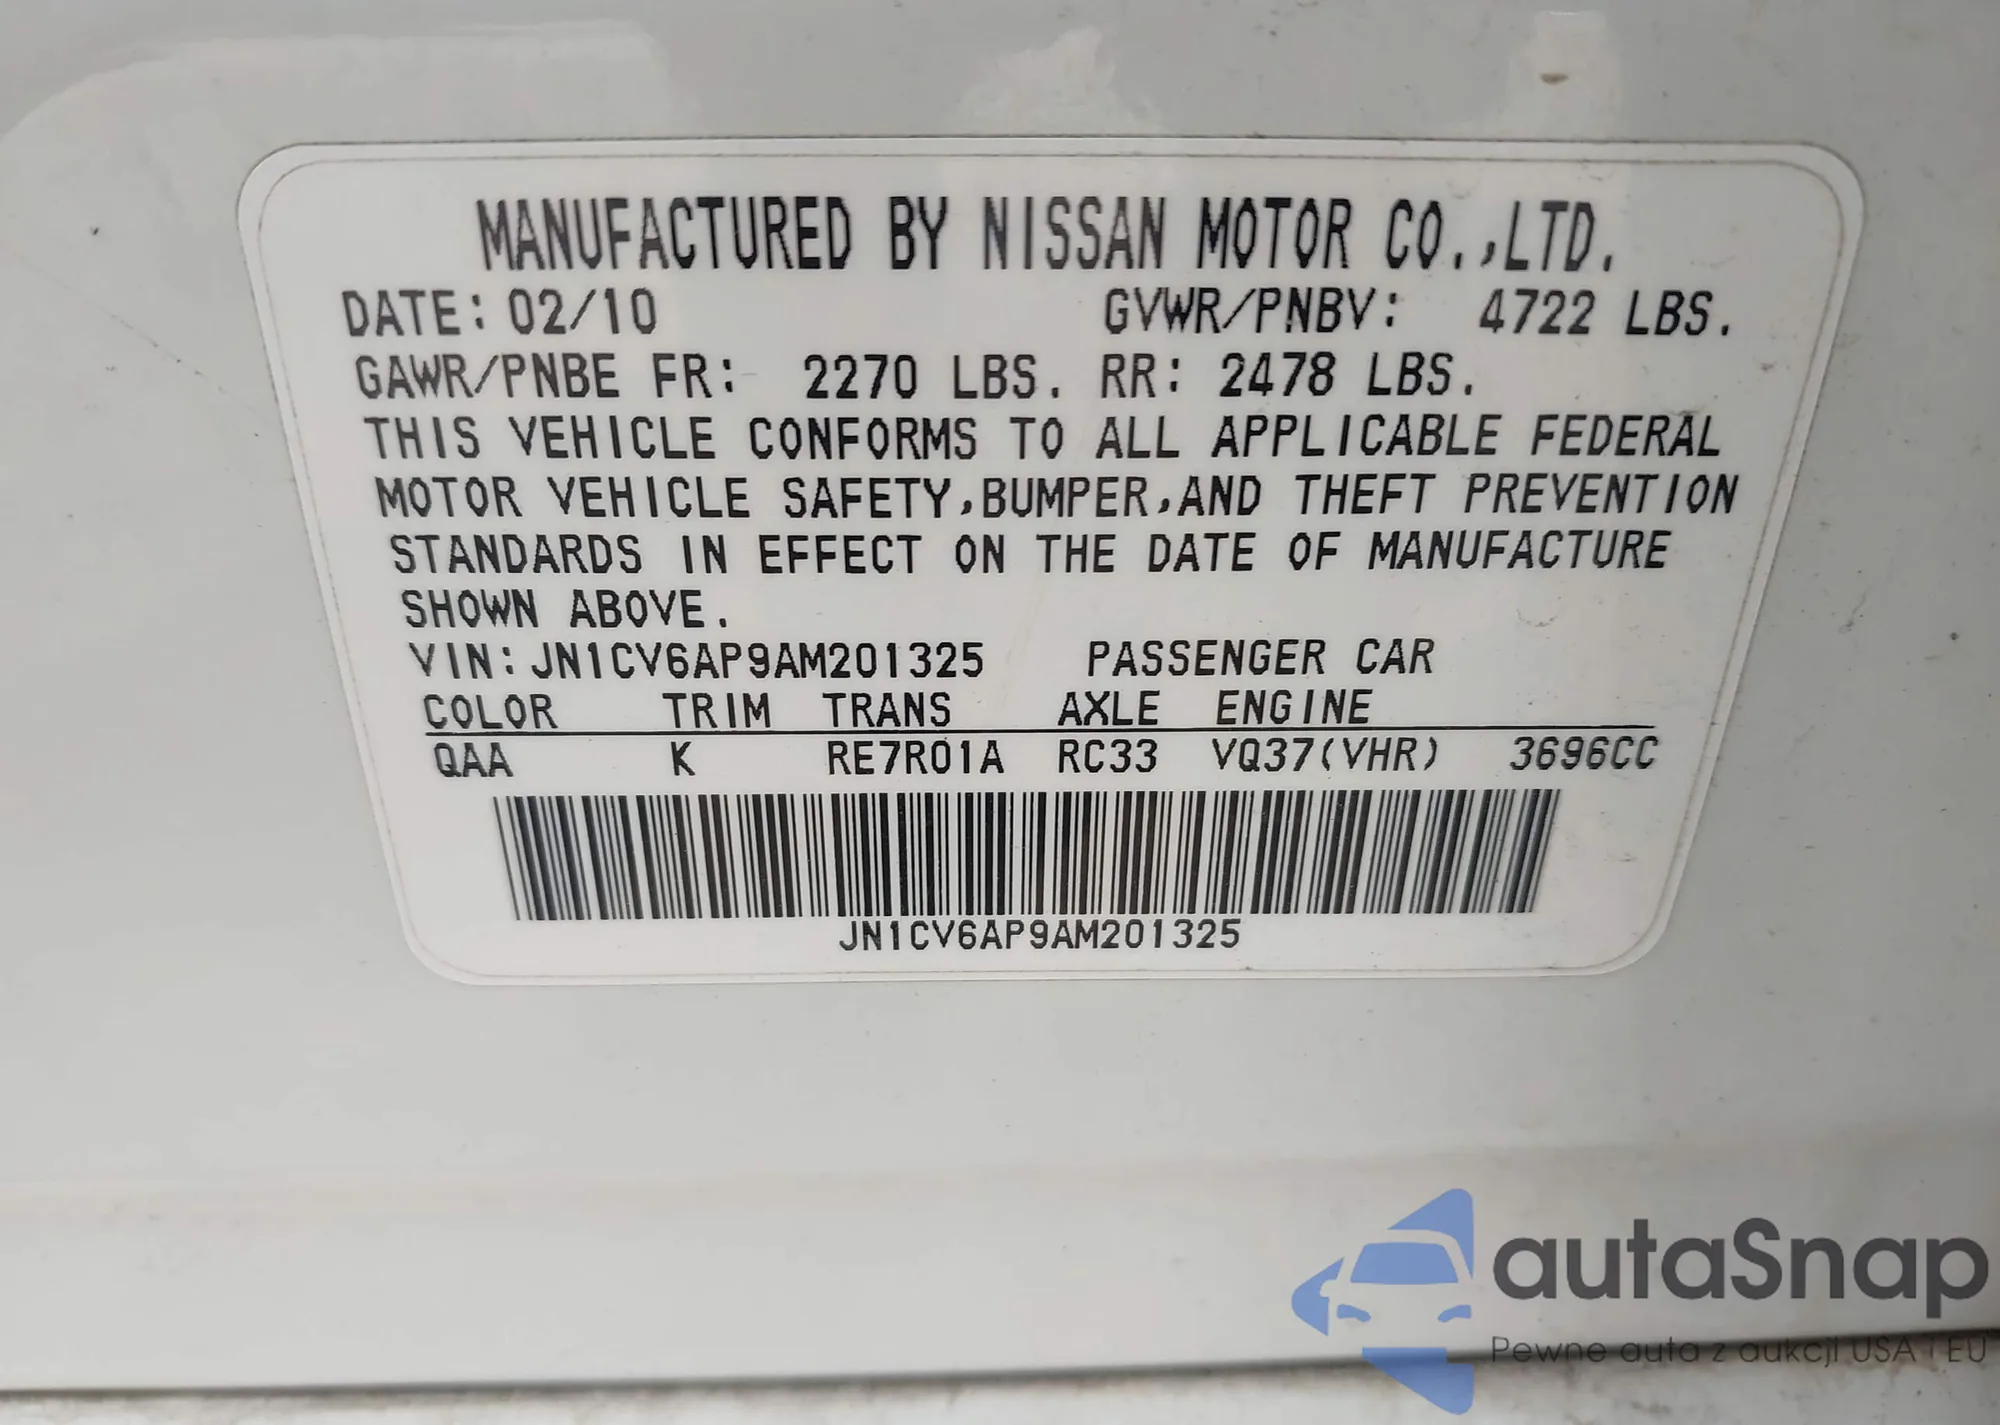 MANUFACTURED BY NISSAN MOTOR CO.,LTD.
DATE: 02/10 GVWR/PNBV: 4722 LBS.
GAWR/PNBE FR: 2270 LBS. RR: 2478 LBS.
THIS VEHICLE CONFORMS TO ALL APPLICABLE FEDERAL
MOTOR VEHICLE SAFETY,BUMPER,AND THEFT PREVENTION
STANDARDS IN EFFECT ON THE DATE OF MANUFACTURE
SHOWN ABOVE.
VIN: JN1CV6AP9AM201325 PASSENGER CAR
COLOR TRIM TRANS AXLE ENGINE
QAA K RE7R01A RC33 VQ37(VHR) 3696CC
JN1CV6AP9AM201325
autaSnap
Pewne auta z aukcji USA i EU